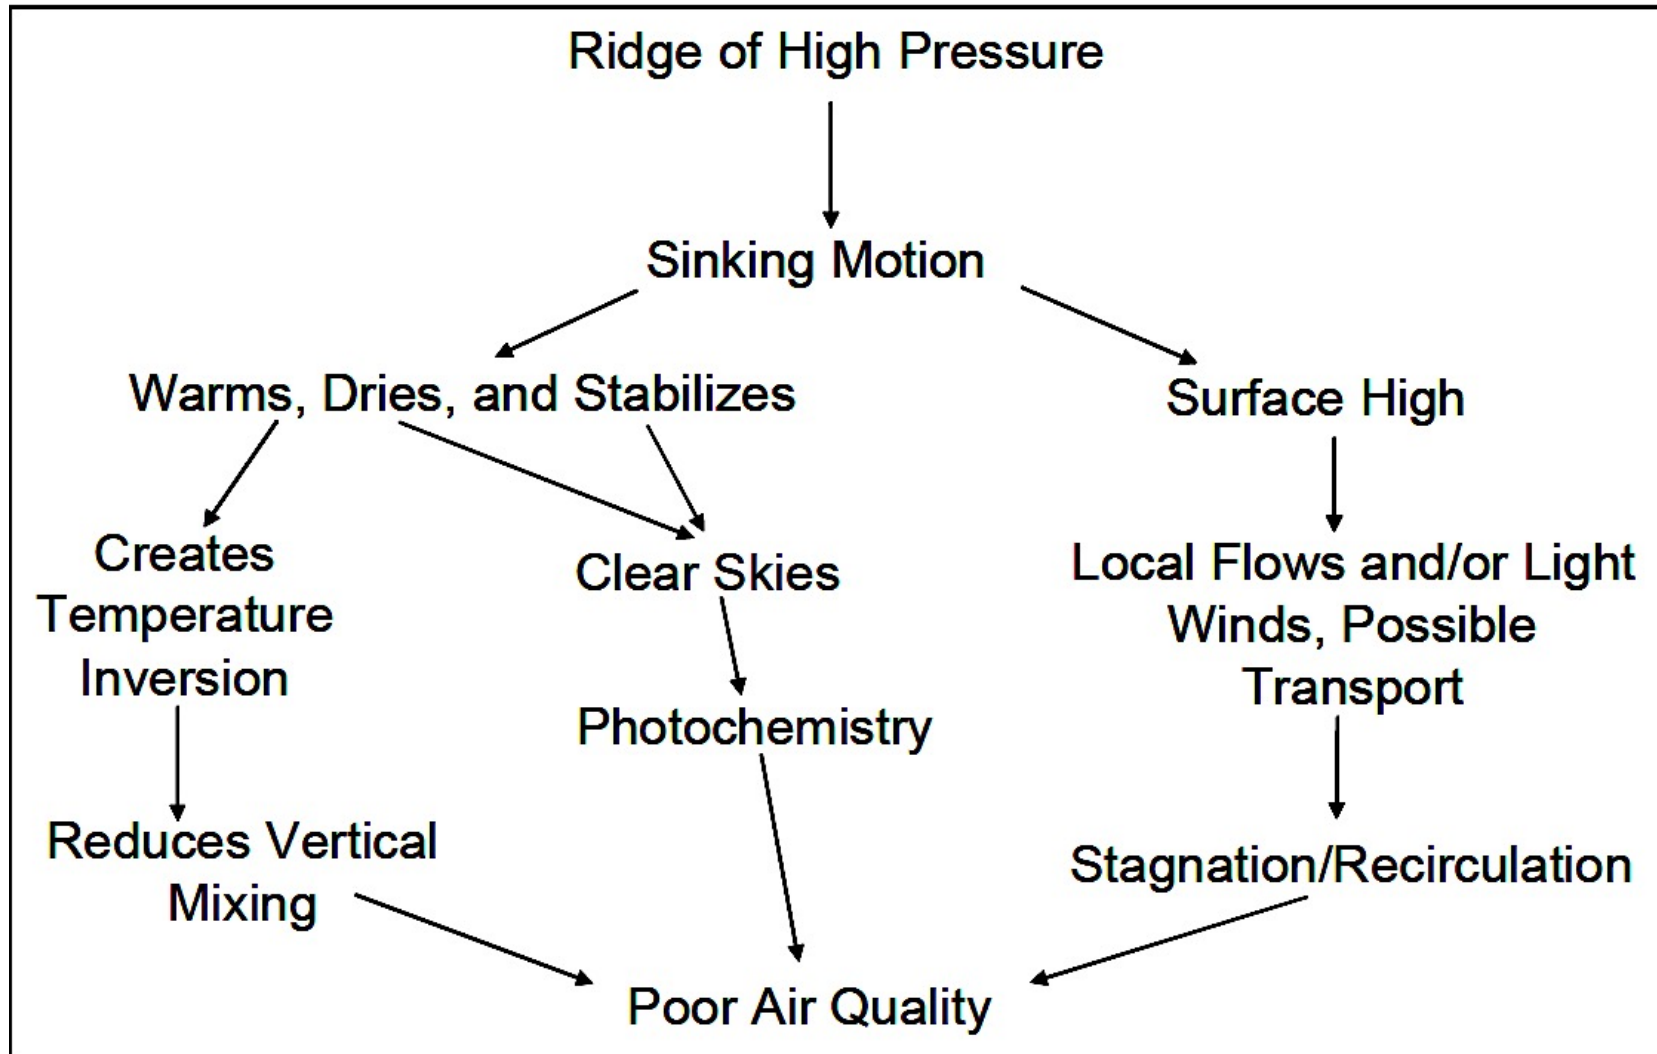 Ridge of High Pressure
Sinking Motion
Warms, Dries, and Stabilizes
Surface High
Creates
Temperature
Inversion
Clear Skies
Local Flows and/or Light
Winds, Possible
Transport
Photochemistry
Reduces Vertical
Mixing
Stagnation/Recirculation
Poor Air Quality